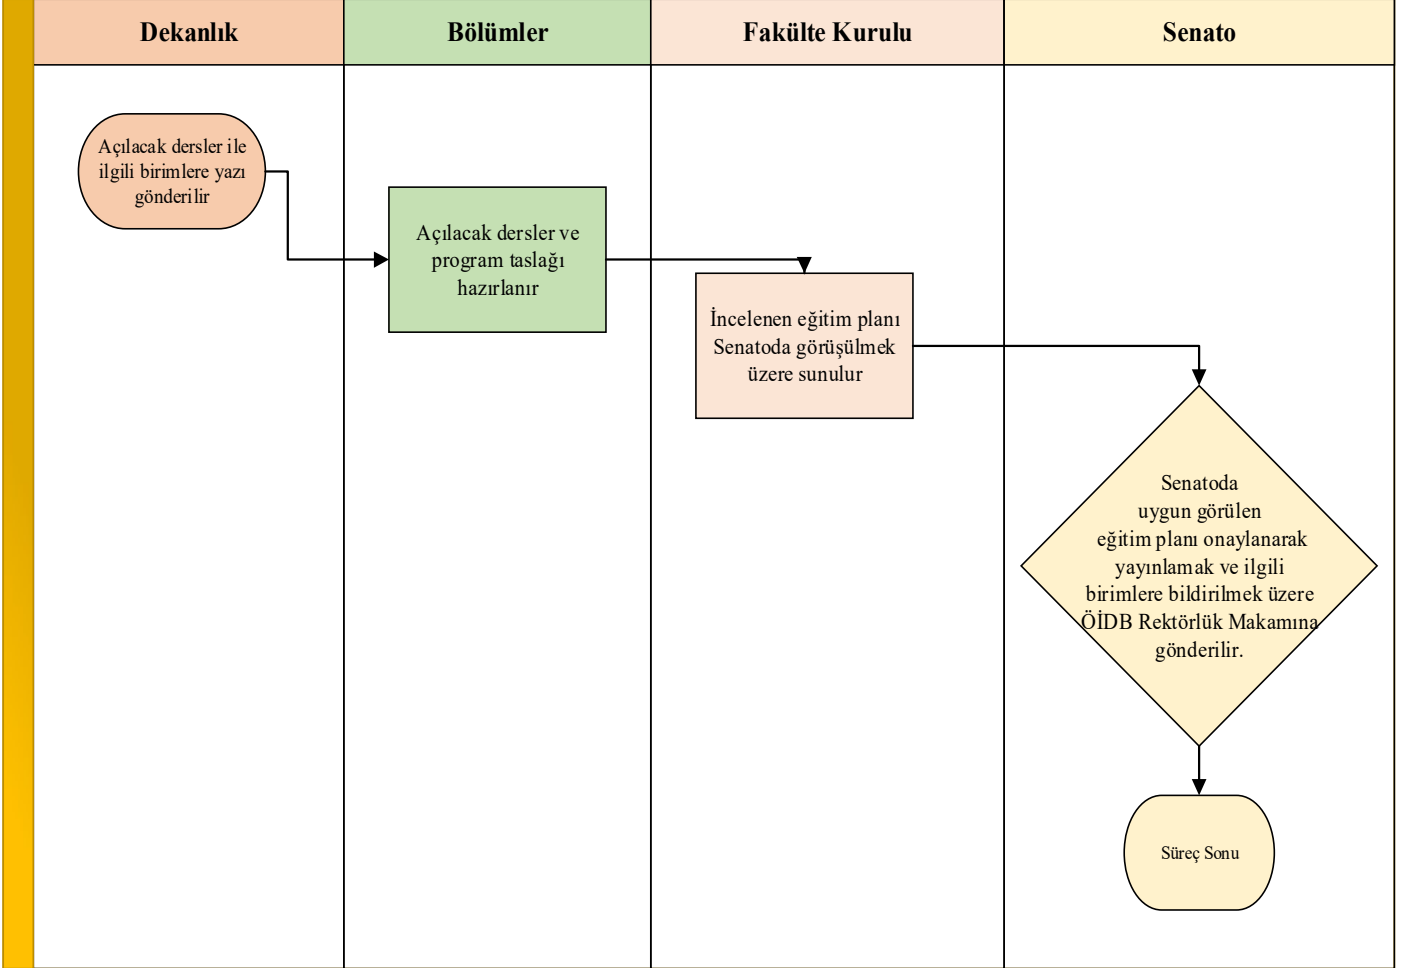 Dekanlık
Bölümler
Fakülte Kurulu
Senato
Açılacak dersler ile
ilgili birimlere yazı
gönderilir
Açılacak dersler ve
program taslağı
hazırlanır
İncelenen eğitim planı
Senatoda görüşülmek
üzere sunulur
Senatoda
uygun görülen
eğitim planı onaylanarak
yayınlamak ve ilgili
birimlere bildirilmek üzere
ÖİDB Rektörlük Makamına
gönderilir.
Süreç Sonu